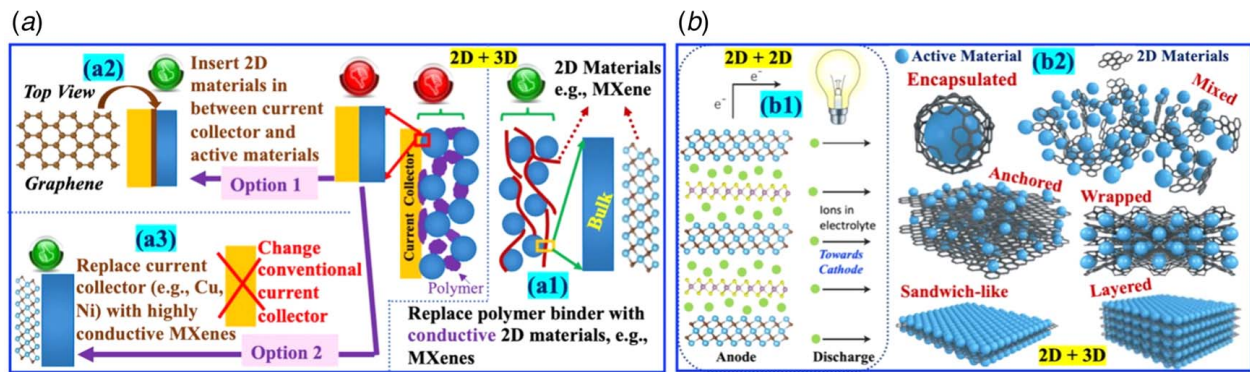 (a)
(a2)
Top View
Graphene
Insert 2D
materials in
between current
collector and
active materials
Option 1
2D + 3D
Current Collector
Polymer
2D Materials
e.g., MXene
Bulk
(a1)
Replace polymer binder with
conductive 2D materials, e.g.,
MXenes
(a3)
Replace current
collector (e.g., Cu,
Ni) with highly
conductive MXenes
Change
conventional
current
collector
Option 2
(b)
2D + 2D
e-
e-
(b1)
Ions in
electrolyte
Towards
Cathode
Anode
Discharge
Active Material
(b2)
2D Materials
Encapsulated
Mixed
Anchored
Wrapped
Sandwich-like
Layered
2D + 3D